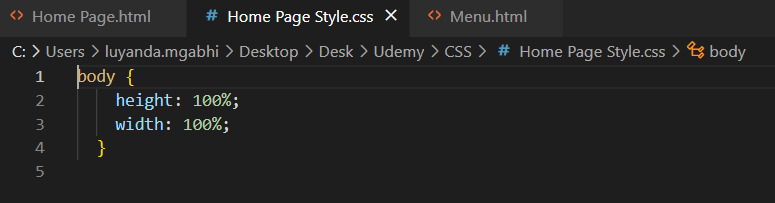 Home Page.html # Home Page Style.css × Menu.html
C: > Users > luyanda.mgabhi > Desktop > Desk > Udemy > CSS > # Home Page Style.css > body
1 body {
2 height: 100%;
3 width: 100%;
4 }
5